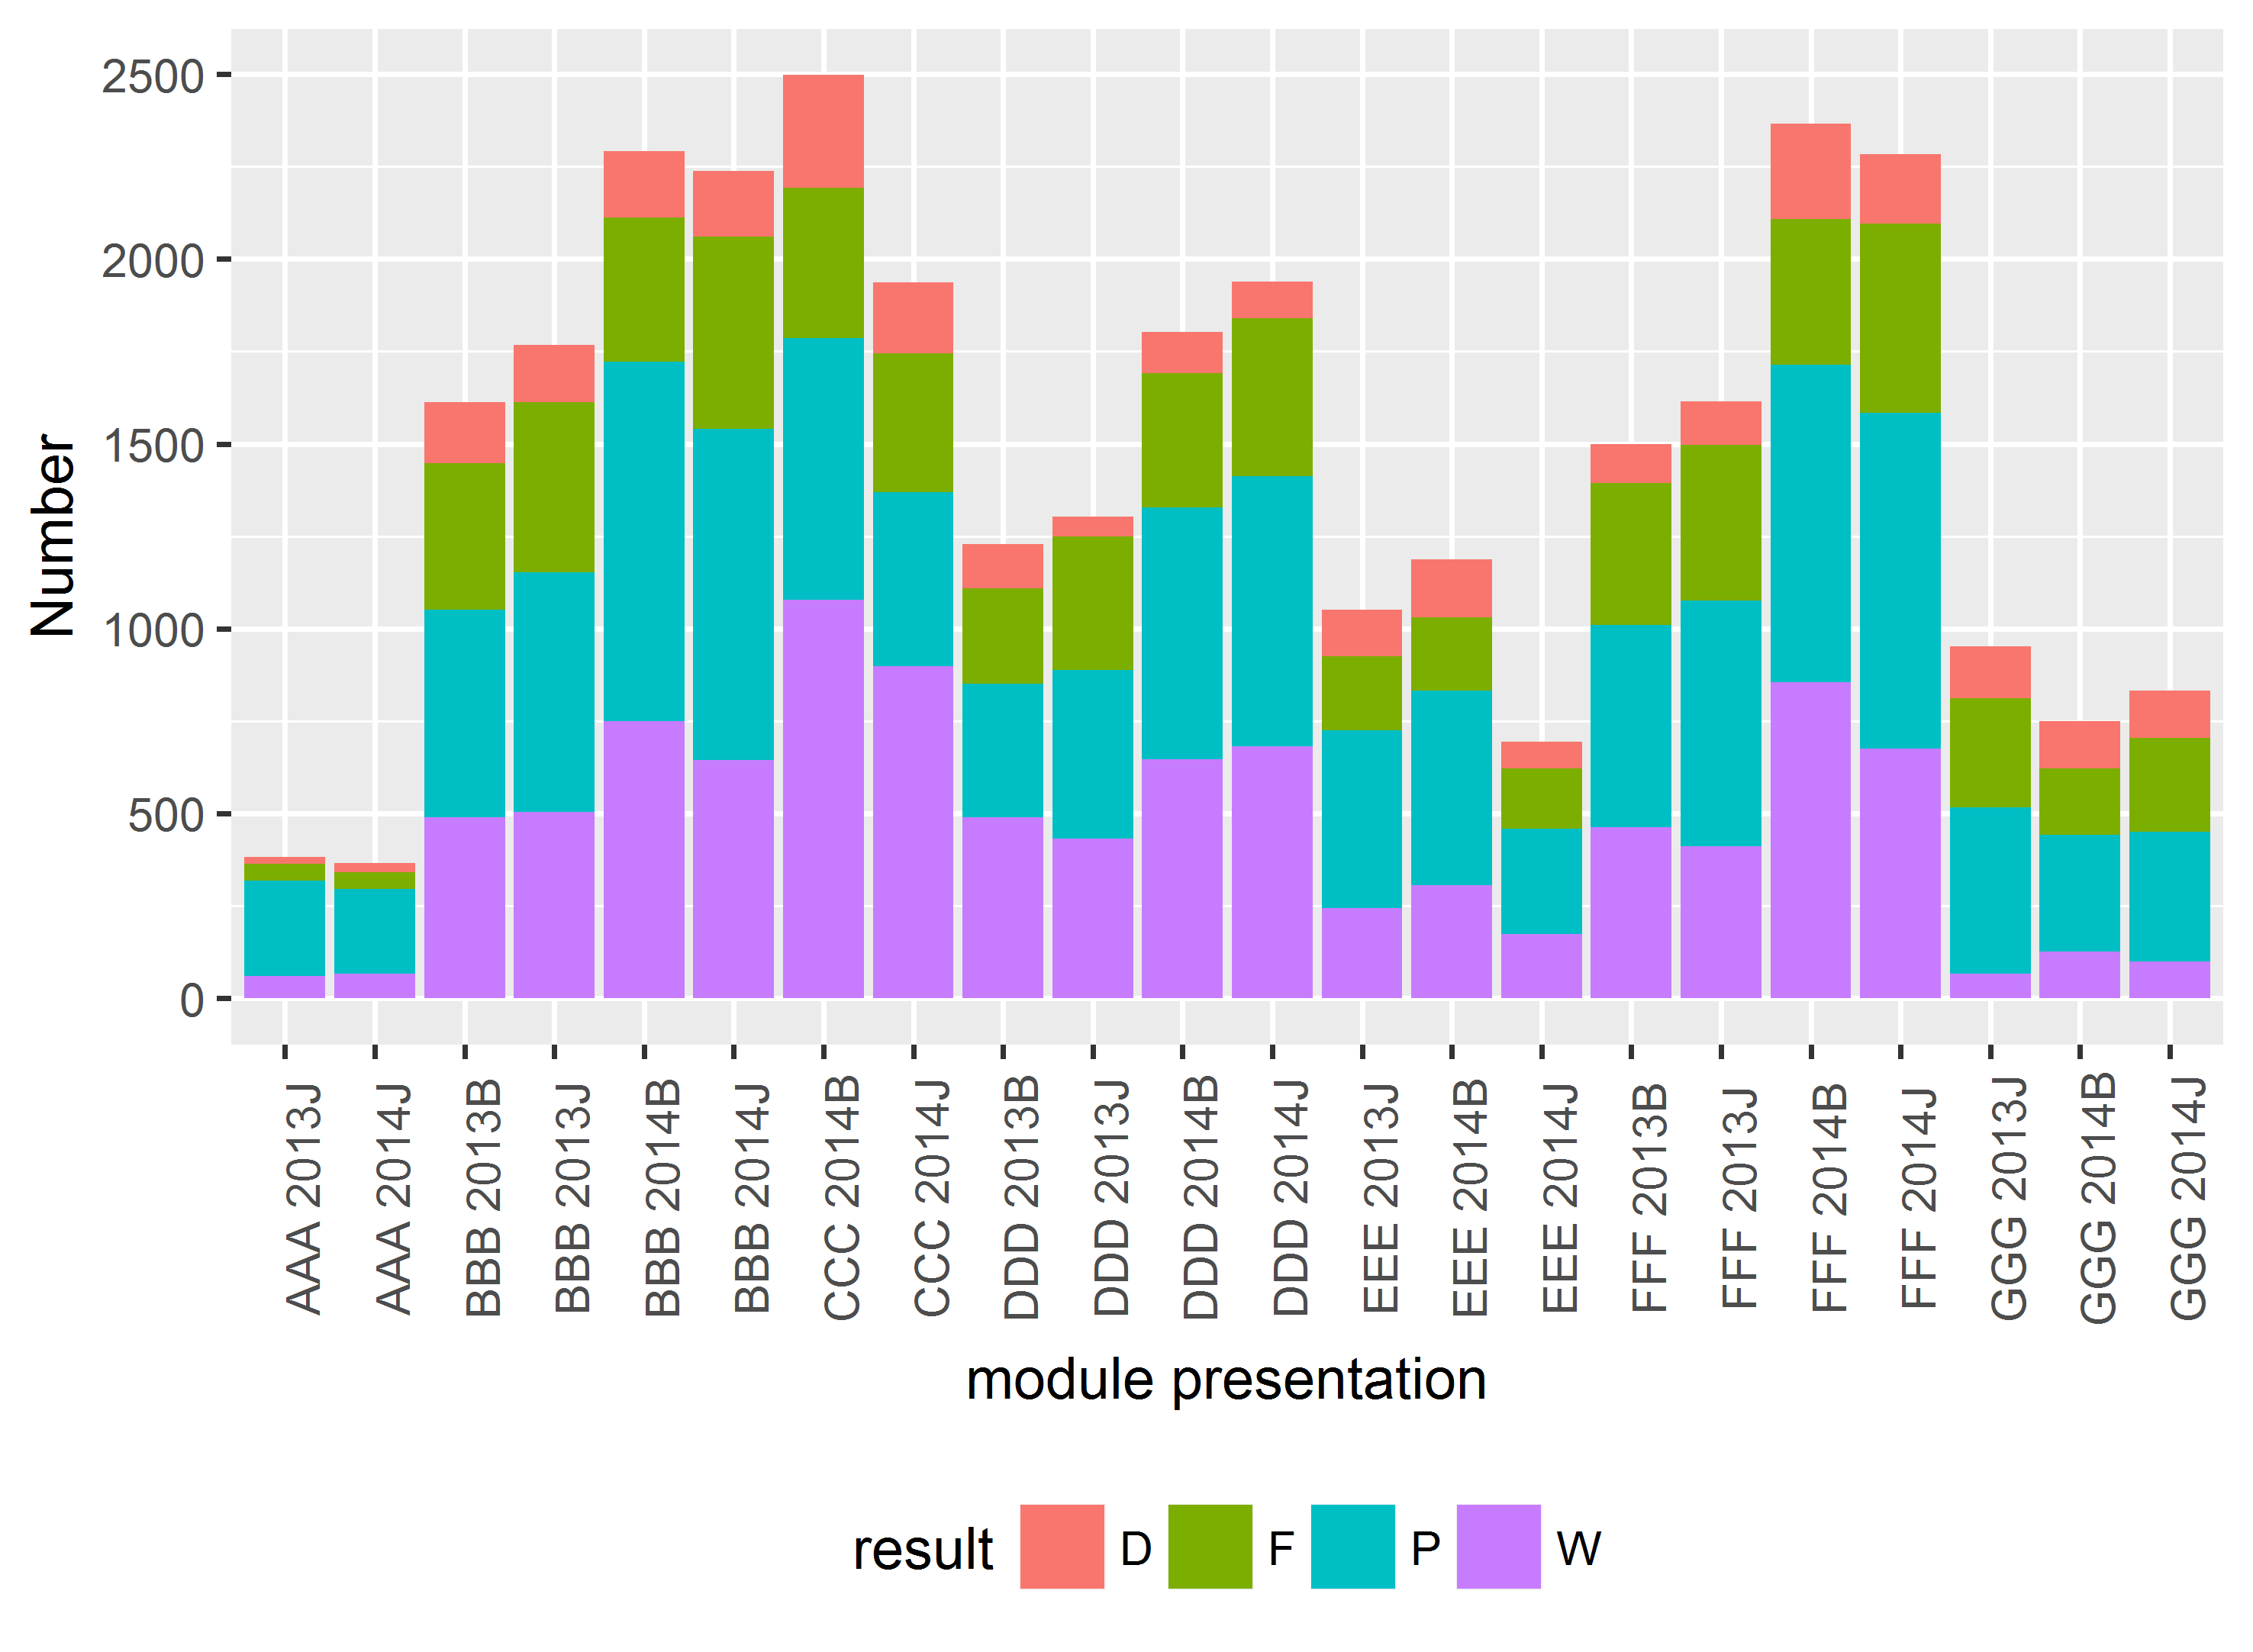 Number
2500
2000
1500
1000
500
0
AAA 2013J
AAA 2014J
BBB 2013B
BBB 2013J
BBB 2014B
BBB 2014J
CCC 2014B
CCC 2014J
DDD 2013B
DDD 2013J
DDD 2014B
DDD 2014J
EEE 2013J
EEE 2014B
EEE 2014J
FFF 2013B
FFF 2013J
FFF 2014B
FFF 2014J
GGG 2013J
GGG 2014B
GGG 2014J
module presentation
result D F P W